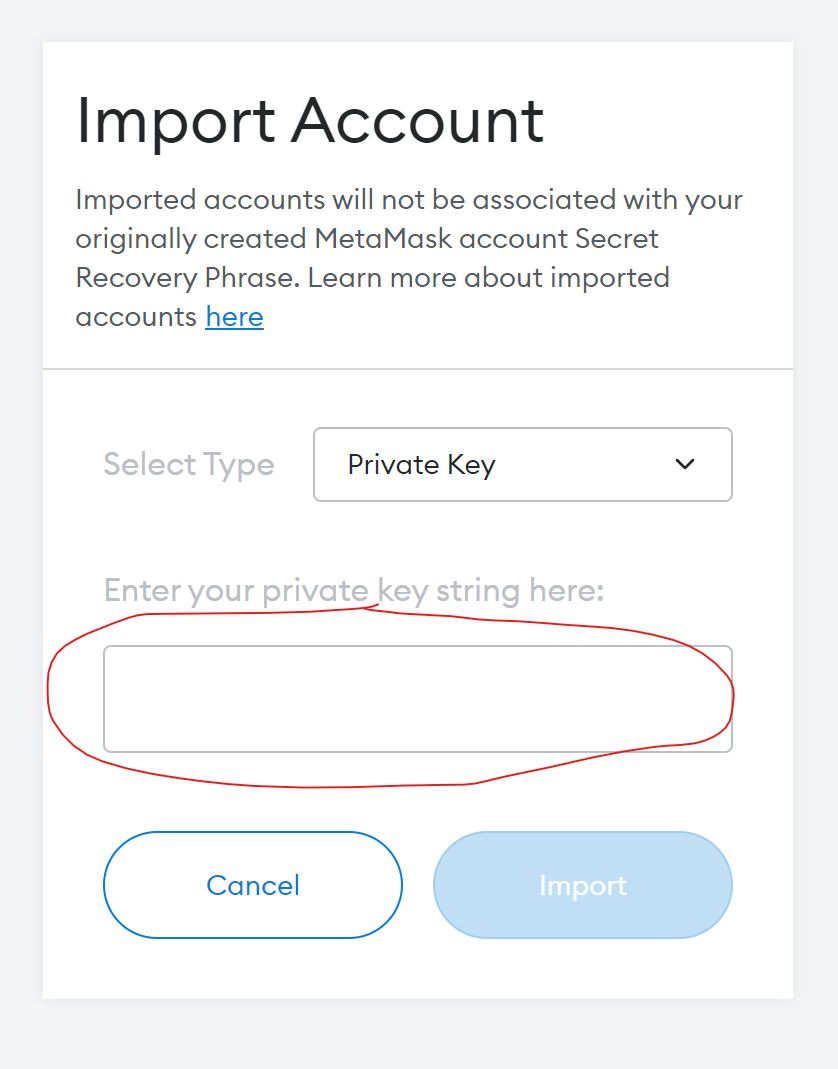 Import Account
Imported accounts will not be associated with your
originally created MetaMask account Secret
Recovery Phrase. Learn more about imported
accounts here
Select Type
Private Key
Enter your private key string here:
Cancel
Import